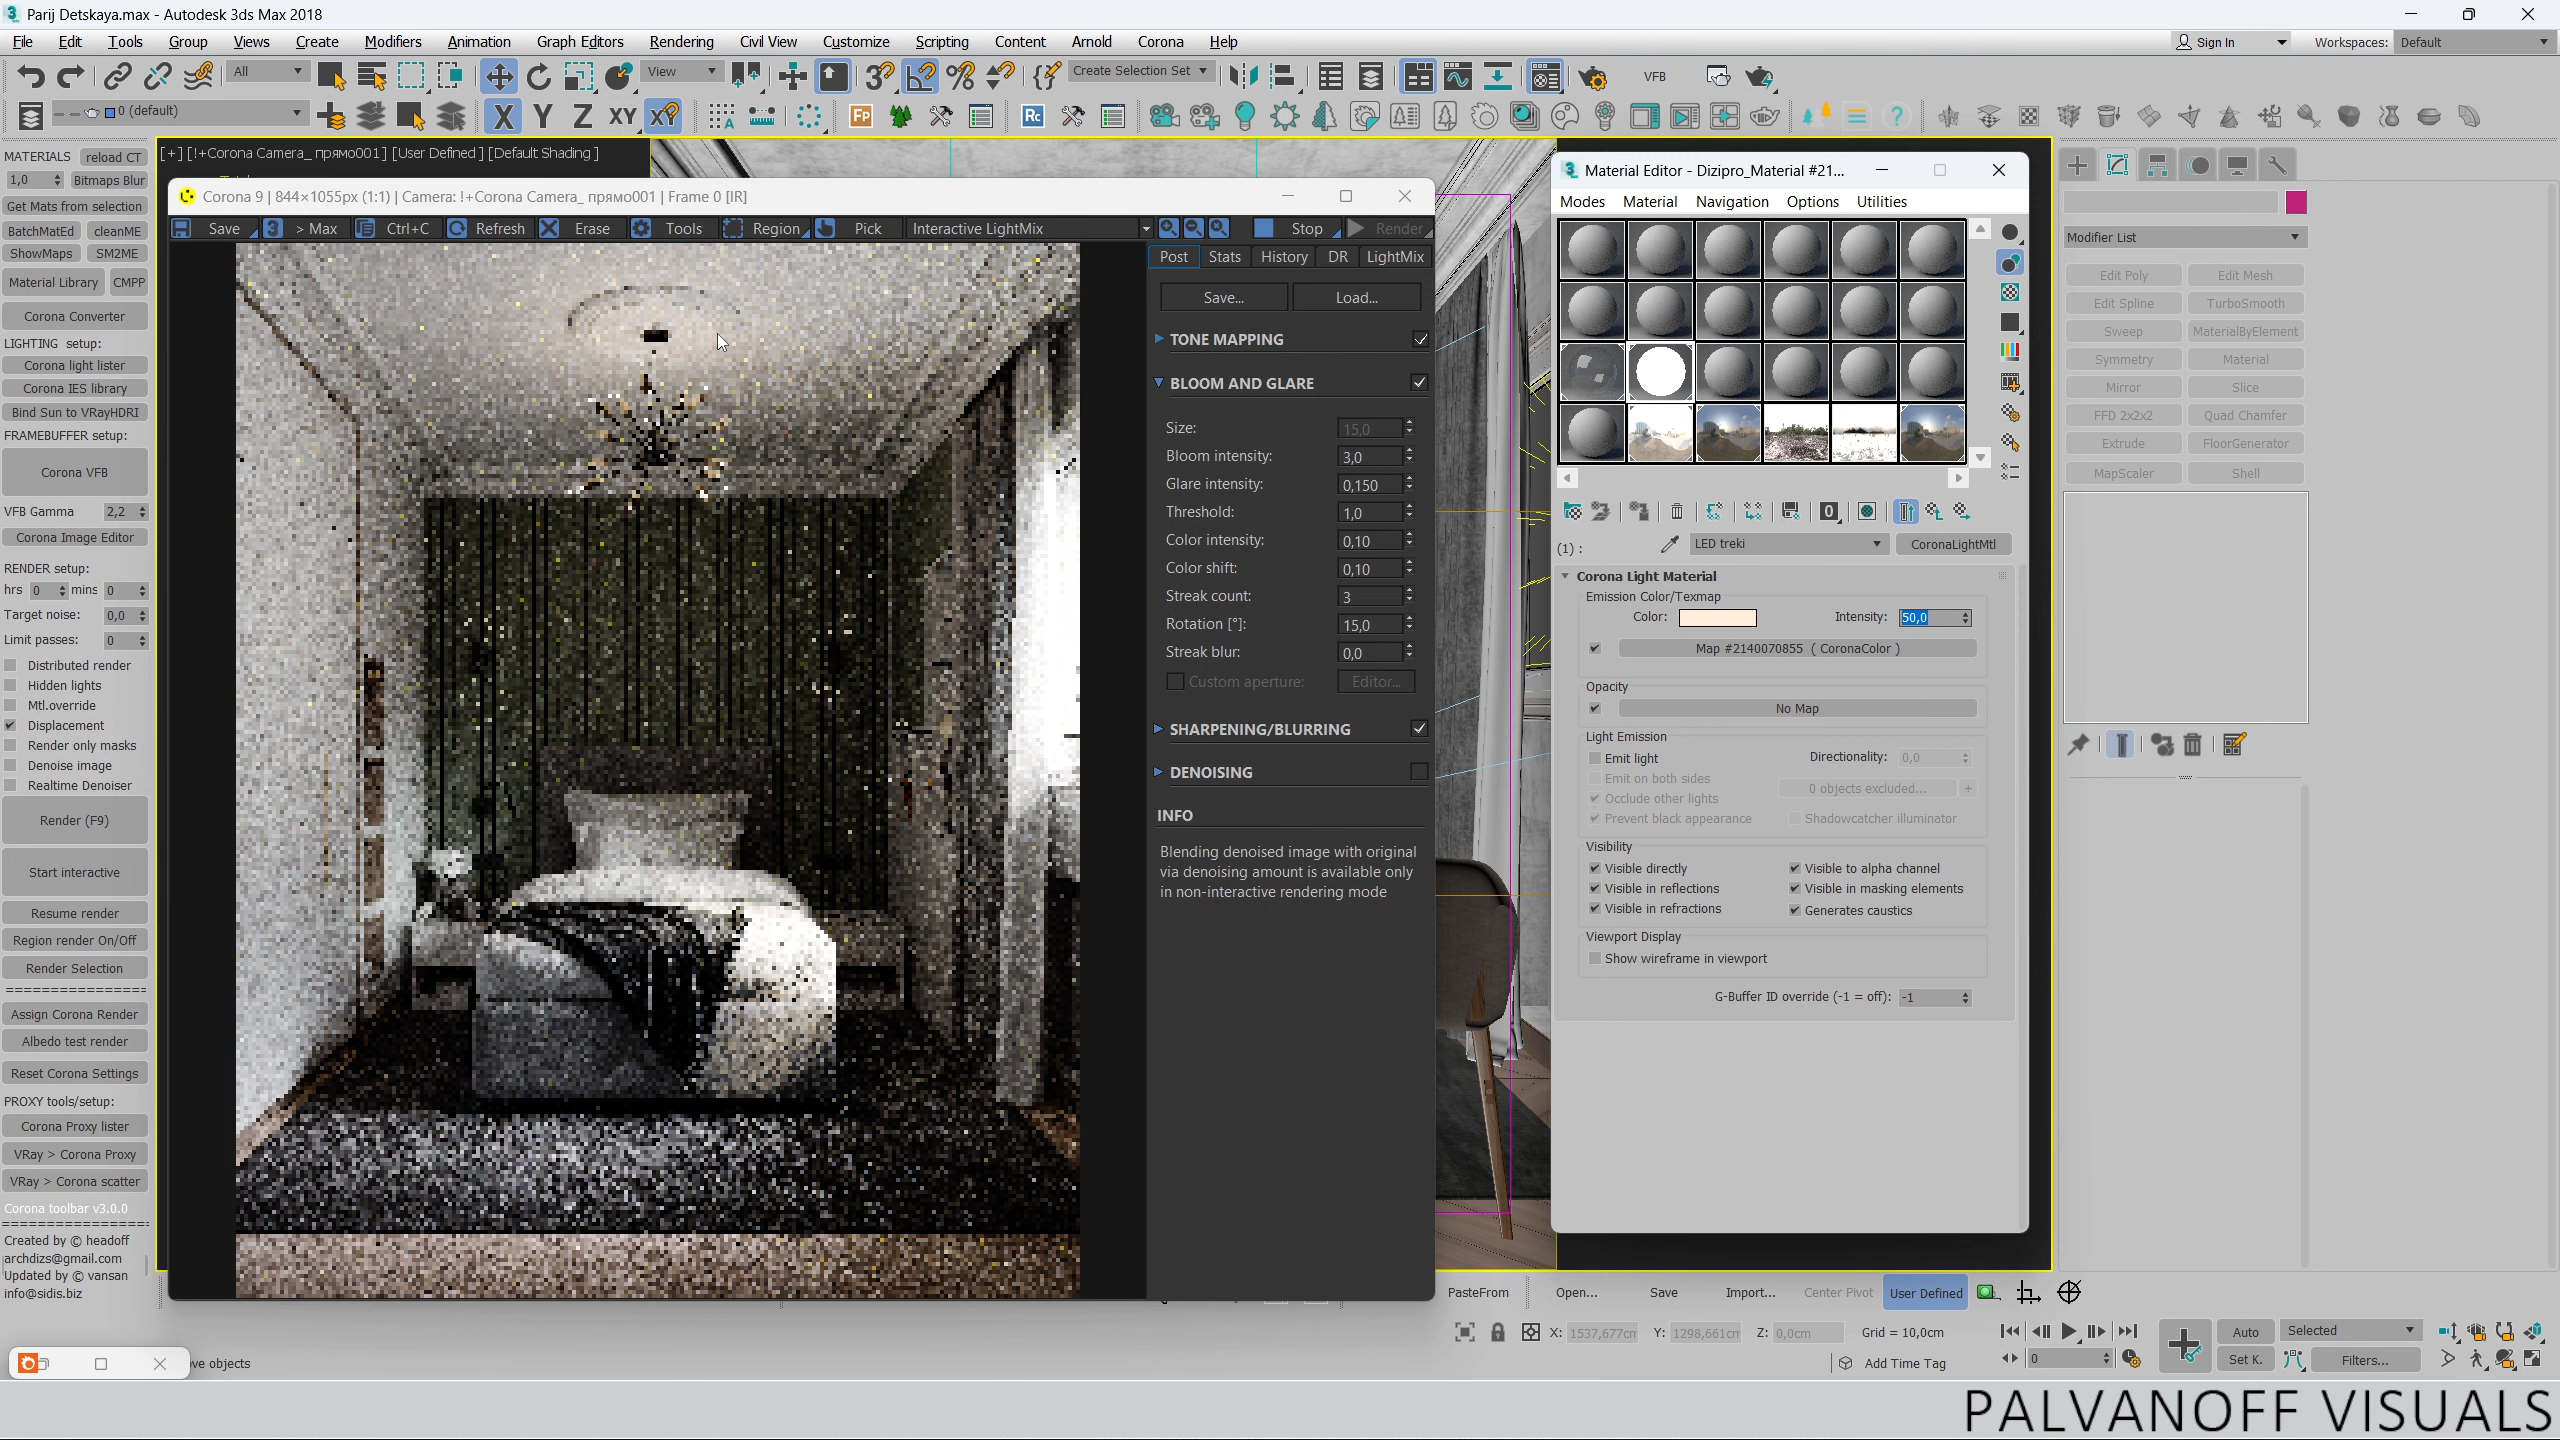 Parij Detskaya.max - Autodesk 3ds Max 2018
File Edit Tools Group Views Create Modifiers Animation Graph Editors Rendering Civil View Customize Scripting Content Arnold Corona Help
Sign In Workspaces: Default
All View Create Selection Set VFB
0 (default) X Y Z XY XY Fp Rc
MATERIALS reload CT
1,0 Bitmaps Blur
Get Mats from selection
BatchMatEd cleanME
ShowMaps SM2ME
Material Library CMPP
Corona Converter
LIGHTING setup:
Corona light lister
Corona IES library
Bind Sun to VRayHDRI
FRAMEBUFFER setup:
Corona VFB
VFB Gamma 2,2
Corona Image Editor
RENDER setup:
hrs 0 mins 0
Target noise: 0,0
Limit passes: 0
Distributed render
Hidden lights
Mtl.override
Displacement
Render only masks
Denoise image
Realtime Denoiser
Render (F9)
Start interactive
Resume render
Region render On/Off
Render Selection
Assign Corona Render
Albedo test render
Reset Corona Settings
PROXY tools/setup:
Corona Proxy lister
VRay > Corona Proxy
VRay > Corona scatter
Corona toolbar v3.0.0
Created by © headoff
archdizs@gmail.com
Updated by © vansan
info@sidis.biz
[+] [!+Corona Camera_ прямо001] [User Defined ] [Default Shading ]
Corona 9 | 844×1055px (1:1) | Camera: !+Corona Camera_ прямо001 | Frame 0 [IR]
Save 3 > Max Ctrl+C Refresh Erase Tools Region Pick Interactive LightMix Stop Render
Post Stats History DR LightMix
Save... Load...
TONE MAPPING
BLOOM AND GLARE
Size: 15,0
Bloom intensity: 3,0
Glare intensity: 0,150
Threshold: 1,0
Color intensity: 0,10
Color shift: 0,10
Streak count: 3
Rotation [°]: 15,0
Streak blur: 0,0
Custom aperture: Editor...
SHARPENING/BLURRING
DENOISING
INFO
Blending denoised image with original
via denoising amount is available only
in non-interactive rendering mode
Material Editor - Dizipro_Material #21...
Modes Material Navigation Options Utilities
0
(1) : LED treki CoronaLightMtl
Corona Light Material
Emission Color/Texmap
Color: Intensity: 50,0
Map #2140070855 ( CoronaColor )
Opacity
No Map
Light Emission
Emit light Directionality: 0,0
Emit on both sides 0 objects excluded... +
Occlude other lights
Prevent black appearance Shadowcatcher illuminator
Visibility
Visible directly Visible to alpha channel
Visible in reflections Visible in masking elements
Visible in refractions Generates caustics
Viewport Display
Show wireframe in viewport
G-Buffer ID override (-1 = off): -1
Modifier List
Edit Poly Edit Mesh
Edit Spline TurboSmooth
Sweep MaterialByElement
Symmetry Material
Mirror Slice
FFD 2x2x2 Quad Chamfer
Extrude FloorGenerator
MapScaler Shell
PasteFrom Open... Save Import... Center Pivot User Defined
X: 1537,677cm Y: 1298,661cm Z: 0,0cm Grid = 10,0cm
Add Time Tag
0 Auto Selected
Set K. Filters...
ve objects
PALVANOFF VISUALS